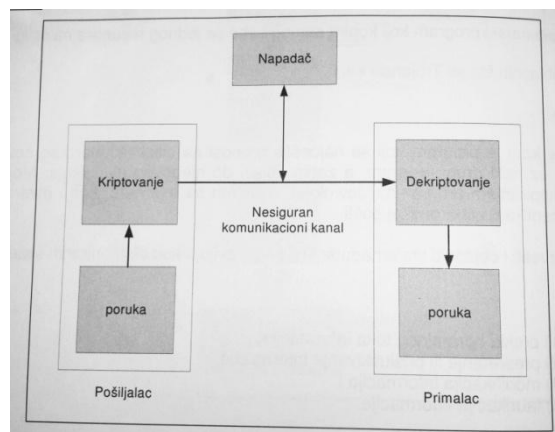 Napadač
Kriptovanje
Dekriptovanje
Nesiguran
komunikacioni kanal
poruka
poruka
Pošiljalac
Primalac